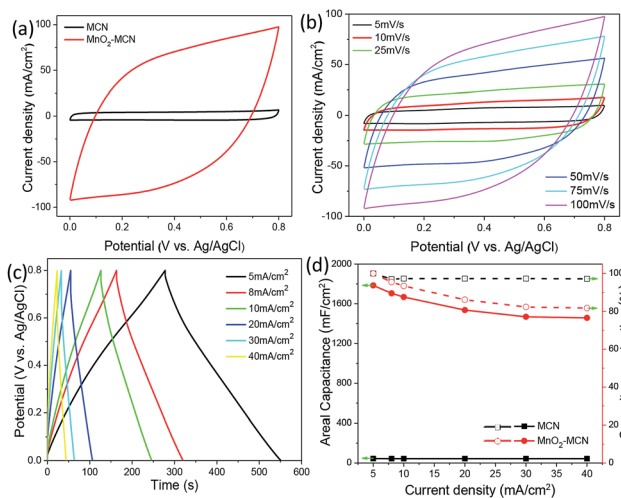 (a)
MCN
MnO2-MCN
Current density (mA/cm2)
100
50
0
-50
-100
0.0 0.2 0.4 0.6 0.8
Potential (V vs. Ag/AgCl)
(b)
5mV/s
10mV/s
25mV/s
50mV/s
75mV/s
100mV/s
Current density (mA/cm2)
100
50
0
-50
-100
0.0 0.2 0.4 0.6 0.8
Potential (V vs. Ag/AgCl)
(c)
5mA/cm2
8mA/cm2
10mA/cm2
20mA/cm2
30mA/cm2
40mA/cm2
Potential (V vs. Ag/AgCl)
0.8
0.6
0.4
0.2
0.0
0 100 200 300 400 500 600
Time (s)
(d)
Areal Capacitance (mF/cm2)
2000
1800
1600
1200
800
400
200
0
MCN
MnO2-MCN
5 10 20 30 40
Current density (mA/cm2)
100
80
60
40
20
0